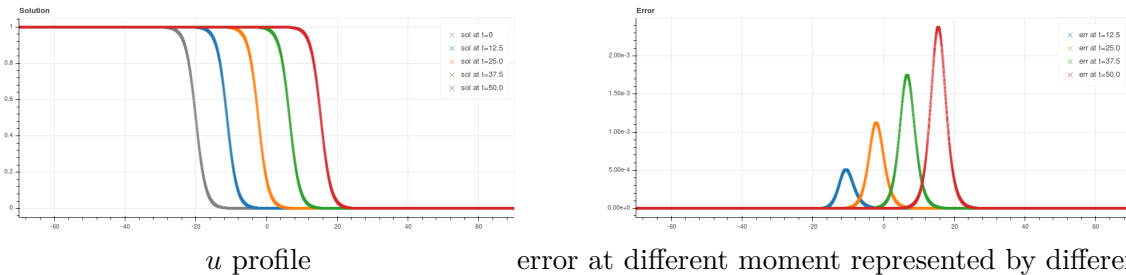 Solution
1
0.8
0.6
0.4
0.2
0
-60
-40
-20
0
20
40
60
sol at t=0
sol at t=12.5
sol at t=25.0
sol at t=37.5
sol at t=50.0
u profile
Error
2.00e-3
1.50e-3
1.00e-3
5.00e-4
0.00e+0
-60
-40
-20
0
20
40
60
err at t=12.5
err at t=25.0
err at t=37.5
err at t=50.0
error at different moment represented by differe